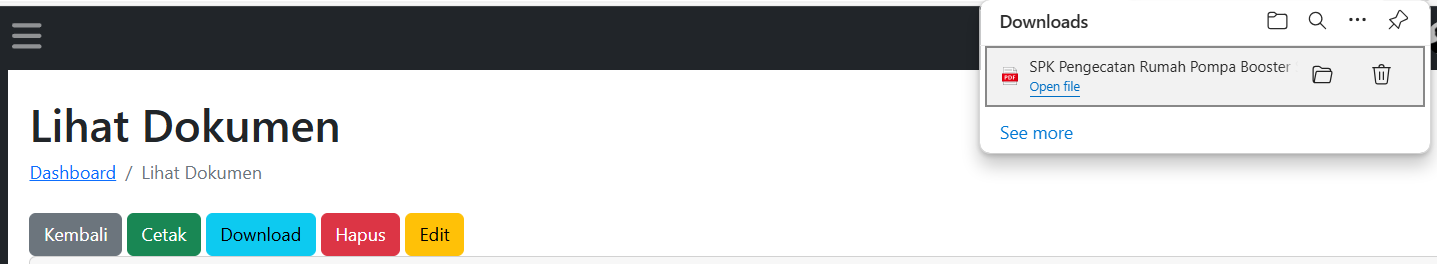 Downloads
SPK Pengecatan Rumah Pompa Booster
PDF
Open file
See more
Lihat Dokumen
Dashboard / Lihat Dokumen
Kembali Cetak Download Hapus Edit